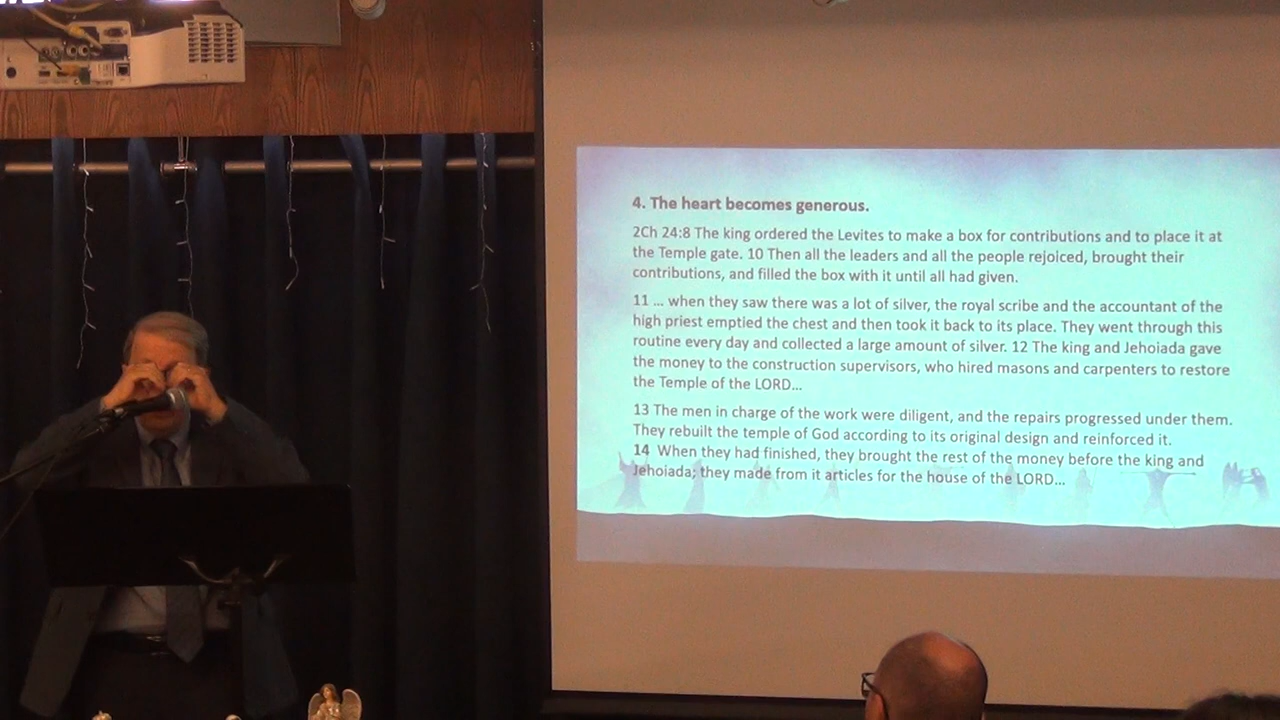 4. The heart becomes generous.
2Ch 24:8 The king ordered the Levites to make a box for contributions and to place it at
the Temple gate. 10 Then all the leaders and all the people rejoiced, brought their
contributions, and filled the box with it until all had given.
11 ... when they saw there was a lot of silver, the royal scribe and the accountant of the
high priest emptied the chest and then took it back to its place. They went through this
routine every day and collected a large amount of silver. 12 The king and Jehoiada gave
the money to the construction supervisors, who hired masons and carpenters to restore
the Temple of the LORD...
13 The men in charge of the work were diligent, and the repairs progressed under them.
They rebuilt the temple of God according to its original design and reinforced it.
14 When they had finished, they brought the rest of the money before the king and
Jehoiada; they made from it articles for the house of the LORD...